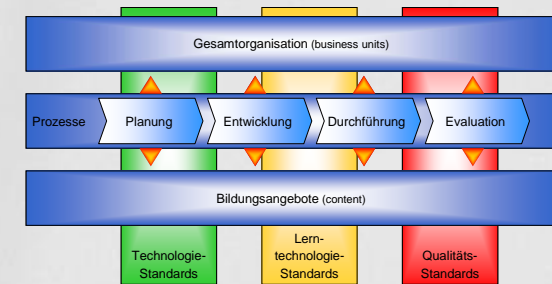 Gesamtorganisation (business units)
Prozesse Planung Entwicklung Durchführung Evaluation
Bildungsangebote (content)
Technologie-
Standards
Lern-
technologie-
Standards
Qualitäts-
Standards